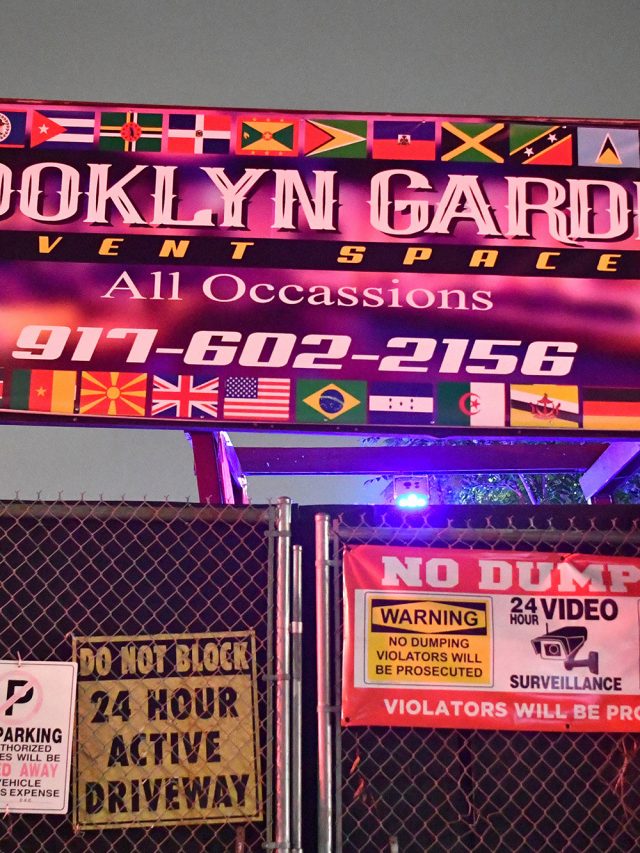 OOKLYN GARD
VENT SPACE
All Occassions
917-602-2156
NO DUMP
WARNING
NO DUMPING
VIOLATORS WILL
BE PROSECUTED
24 HOUR VIDEO
SURVEILLANCE
VIOLATORS WILL BE PRO
DO NOT BLOCK
24 HOUR
ACTIVE
DRIVEWAY
P
PARKING
THORIZED
ES WILL BE
D AWAY
VEHICLE
S EXPENSE